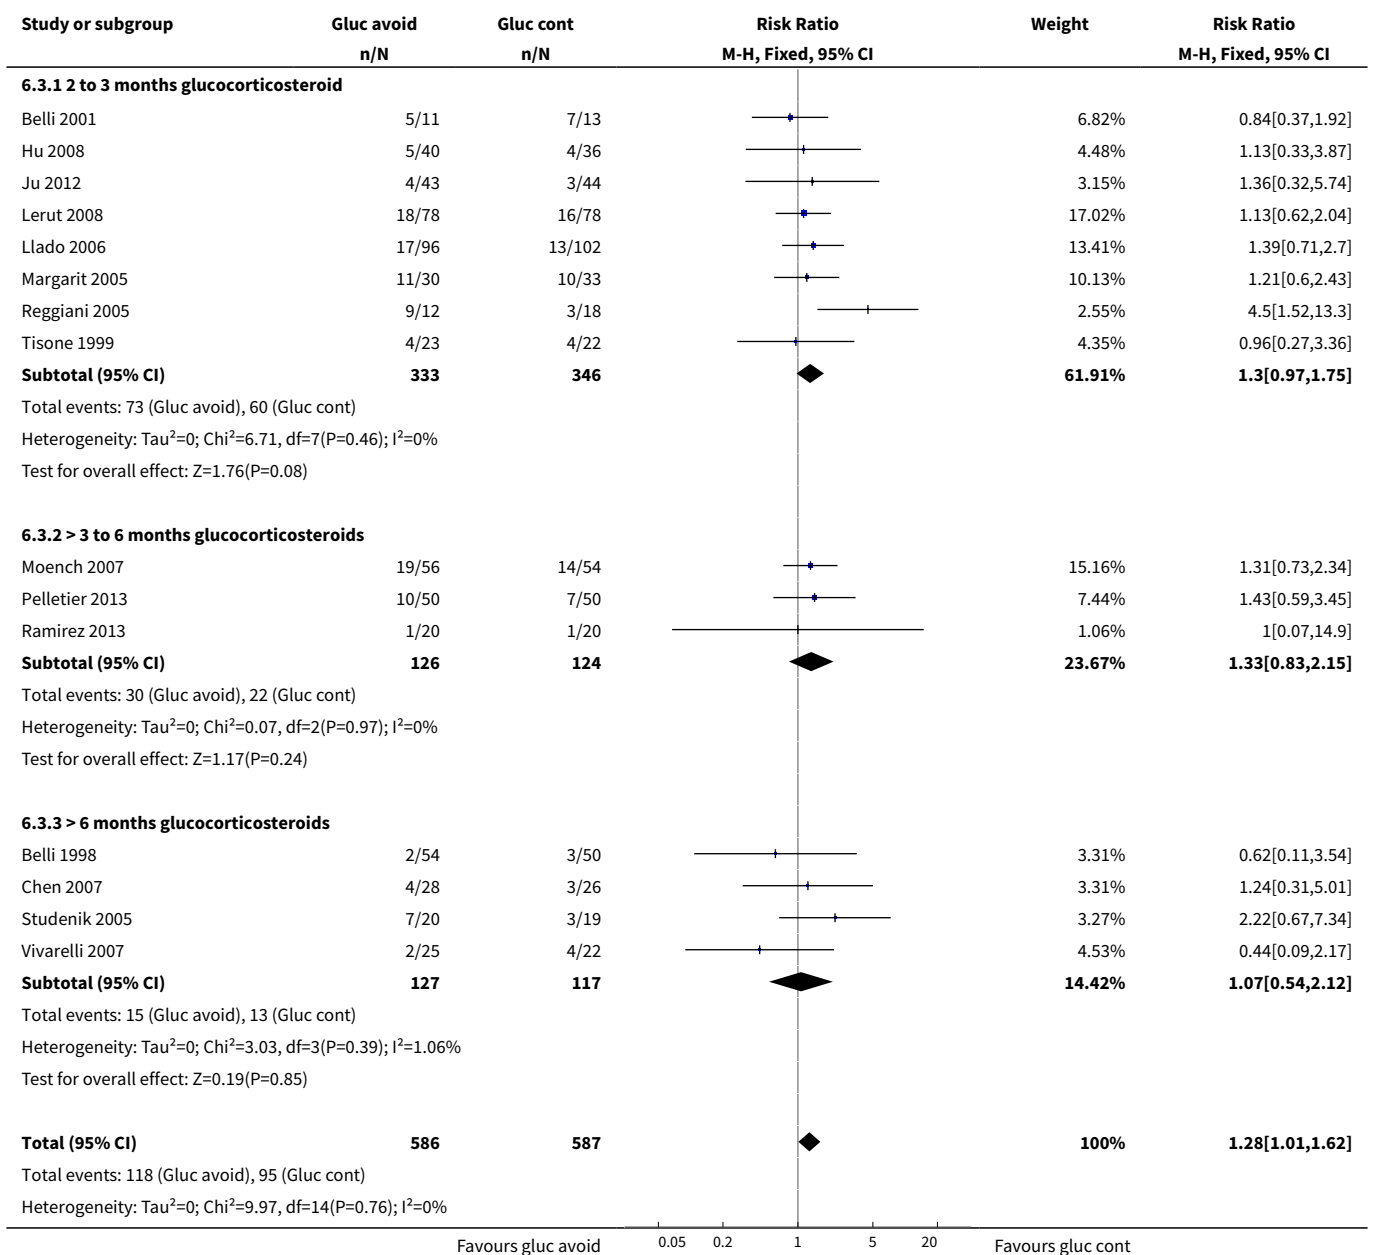 Study or subgroup Gluc avoid Gluc cont Risk Ratio Weight Risk Ratio
n/N n/N M-H, Fixed, 95% CI M-H, Fixed, 95% CI
6.3.1 2 to 3 months glucocorticosteroid
Belli 2001 5/11 7/13 6.82% 0.84[0.37,1.92]
Hu 2008 5/40 4/36 4.48% 1.13[0.33,3.87]
Ju 2012 4/43 3/44 3.15% 1.36[0.32,5.74]
Lerut 2008 18/78 16/78 17.02% 1.13[0.62,2.04]
Llado 2006 17/96 13/102 13.41% 1.39[0.71,2.7]
Margarit 2005 11/30 10/33 10.13% 1.21[0.6,2.43]
Reggiani 2005 9/12 3/18 2.55% 4.5[1.52,13.3]
Tisone 1999 4/23 4/22 4.35% 0.96[0.27,3.36]
Subtotal (95% CI) 333 346 61.91% 1.3[0.97,1.75]
Total events: 73 (Gluc avoid), 60 (Gluc cont)
Heterogeneity: Tau²=0; Chi²=6.71, df=7(P=0.46); I²=0%
Test for overall effect: Z=1.76(P=0.08)
6.3.2 > 3 to 6 months glucocorticosteroids
Moench 2007 19/56 14/54 15.16% 1.31[0.73,2.34]
Pelletier 2013 10/50 7/50 7.44% 1.43[0.59,3.45]
Ramirez 2013 1/20 1/20 1.06% 1[0.07,14.9]
Subtotal (95% CI) 126 124 23.67% 1.33[0.83,2.15]
Total events: 30 (Gluc avoid), 22 (Gluc cont)
Heterogeneity: Tau²=0; Chi²=0.07, df=2(P=0.97); I²=0%
Test for overall effect: Z=1.17(P=0.24)
6.3.3 > 6 months glucocorticosteroids
Belli 1998 2/54 3/50 3.31% 0.62[0.11,3.54]
Chen 2007 4/28 3/26 3.31% 1.24[0.31,5.01]
Studenik 2005 7/20 3/19 3.27% 2.22[0.67,7.34]
Vivarelli 2007 2/25 4/22 4.53% 0.44[0.09,2.17]
Subtotal (95% CI) 127 117 14.42% 1.07[0.54,2.12]
Total events: 15 (Gluc avoid), 13 (Gluc cont)
Heterogeneity: Tau²=0; Chi²=3.03, df=3(P=0.39); I²=1.06%
Test for overall effect: Z=0.19(P=0.85)
Total (95% CI) 586 587 100% 1.28[1.01,1.62]
Total events: 118 (Gluc avoid), 95 (Gluc cont)
Heterogeneity: Tau²=0; Chi²=9.97, df=14(P=0.76); I²=0%
Favours gluc avoid 0.05 0.2 1 5 20 Favours gluc cont